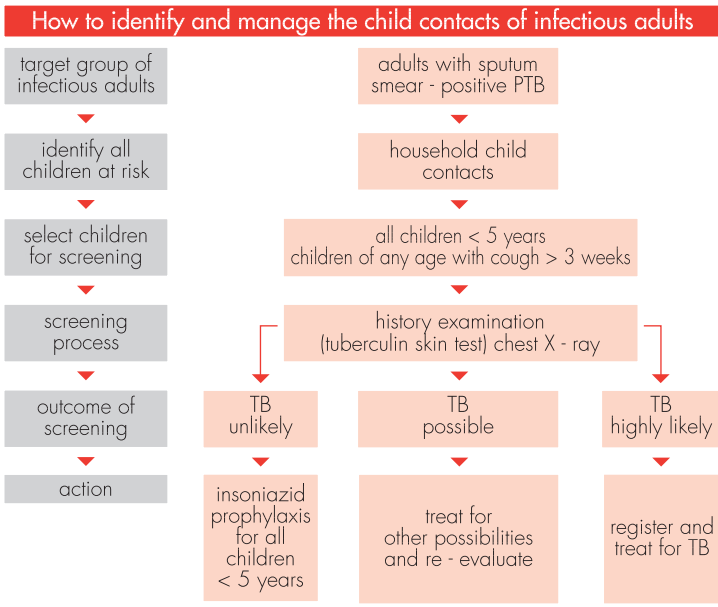 How to identify and manage the child contacts of infectious adults
target group of
infectious adults
adults with sputum
smear - positive PTB
identify all
children at risk
household child
contacts
select children
for screening
all children < 5 years
children of any age with cough > 3 weeks
screening
process
history examination
(tuberculin skin test) chest X - ray
outcome of
screening
TB
unlikely
TB
possible
TB
highly likely
action
insoniazid
prophylaxis
for all
children
< 5 years
treat for
other possibilities
and re - evaluate
register and
treat for TB